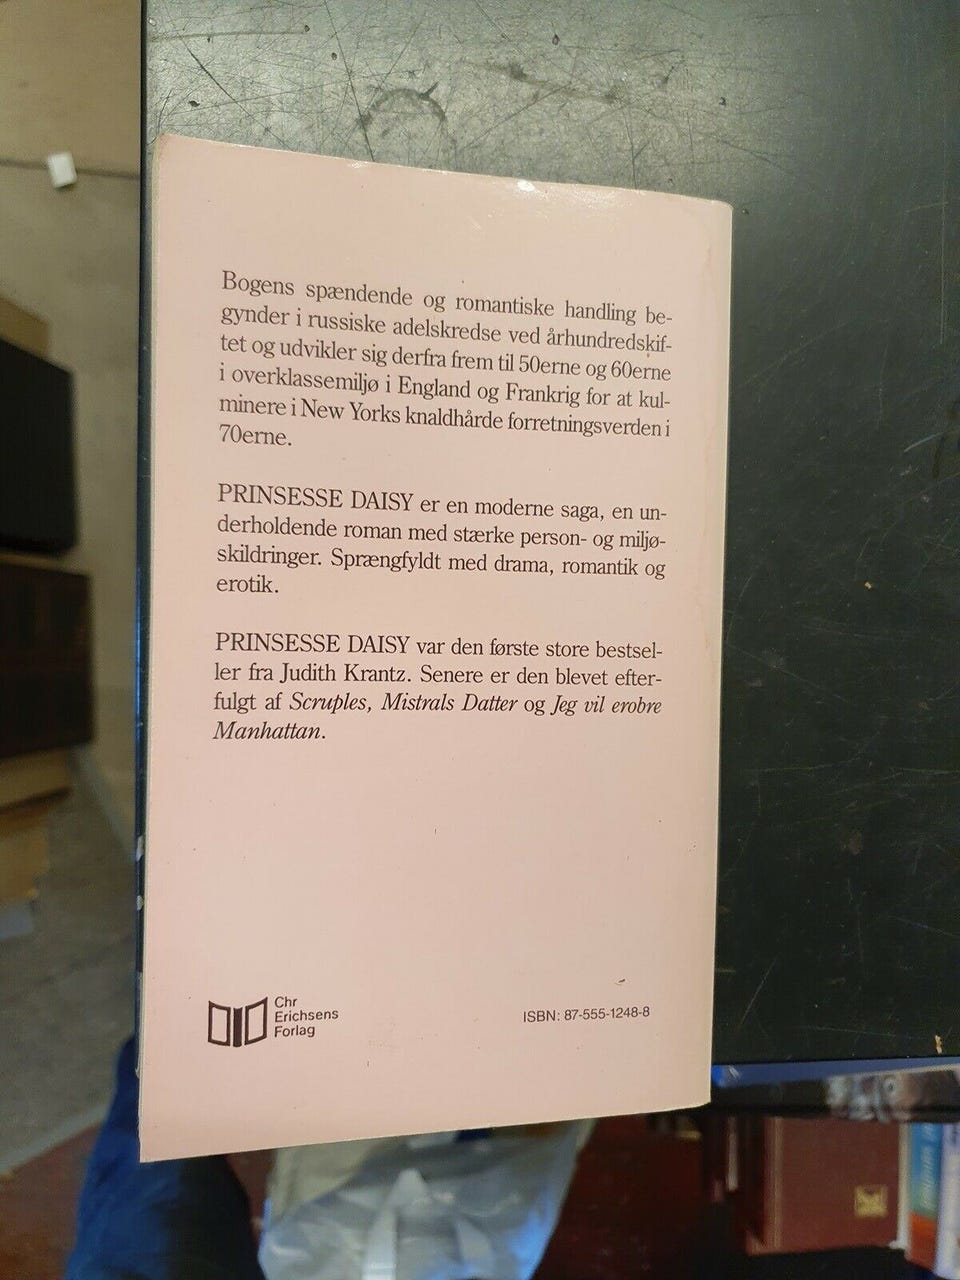 Bogens spændende og romantiske handling be-
gynder i russiske adelskredse ved århundredskif-
tet og udvikler sig derfra frem til 50erne og 60erne
i overklassemiljø i England og Frankrig for at kul-
minere i New Yorks knaldhårde forretningsverden i
70erne.
PRINSESSE DAISY er en moderne saga, en un-
derholdende roman med stærke person- og miljø-
skildringer. Sprængfyldt med drama, romantik og
erotik.
PRINSESSE DAISY var den første store bestsel-
ler fra Judith Krantz. Senere er den blevet efter-
fulgt af Scruples, Mistrals Datter og Jeg vil erobre
Manhattan.
Chr
Erichsens
Forlag
ISBN: 87-555-1248-8